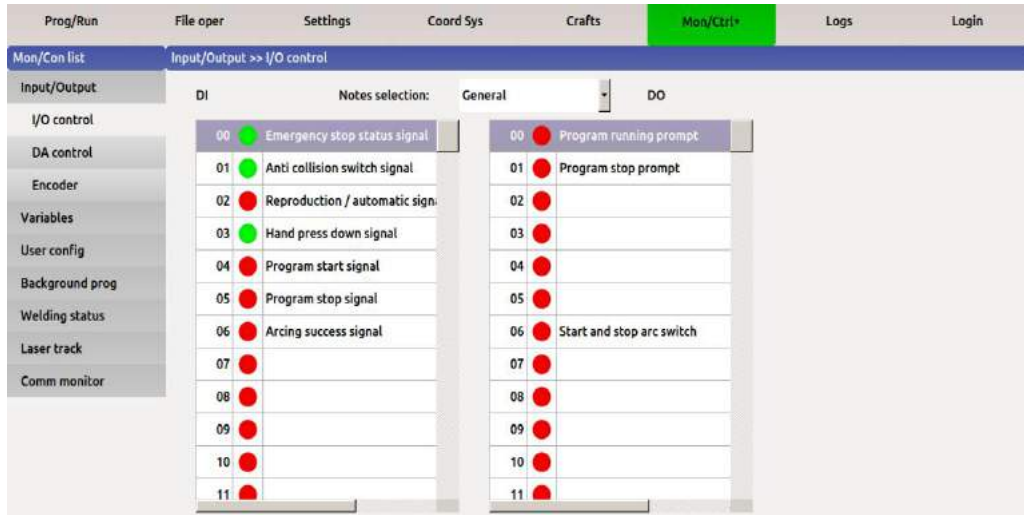 Prog/Run File oper Settings Coord Sys Crafts Mon/Ctrl▾ Logs Login
Mon/Con list Input/Output >> I/O control
Input/Output
I/O control
DA control
Encoder
Variables
User config
Background prog
Welding status
Laser track
Comm monitor
DI Notes selection: General DO
00 Emergency stop status signal
01 Anti collision switch signal
02 Reproduction / automatic sign
03 Hand press down signal
04 Program start signal
05 Program stop signal
06 Arcing success signal
07
08
09
10
11
00 Program running prompt
01 Program stop prompt
02
03
04
05
06 Start and stop arc switch
07
08
09
10
11